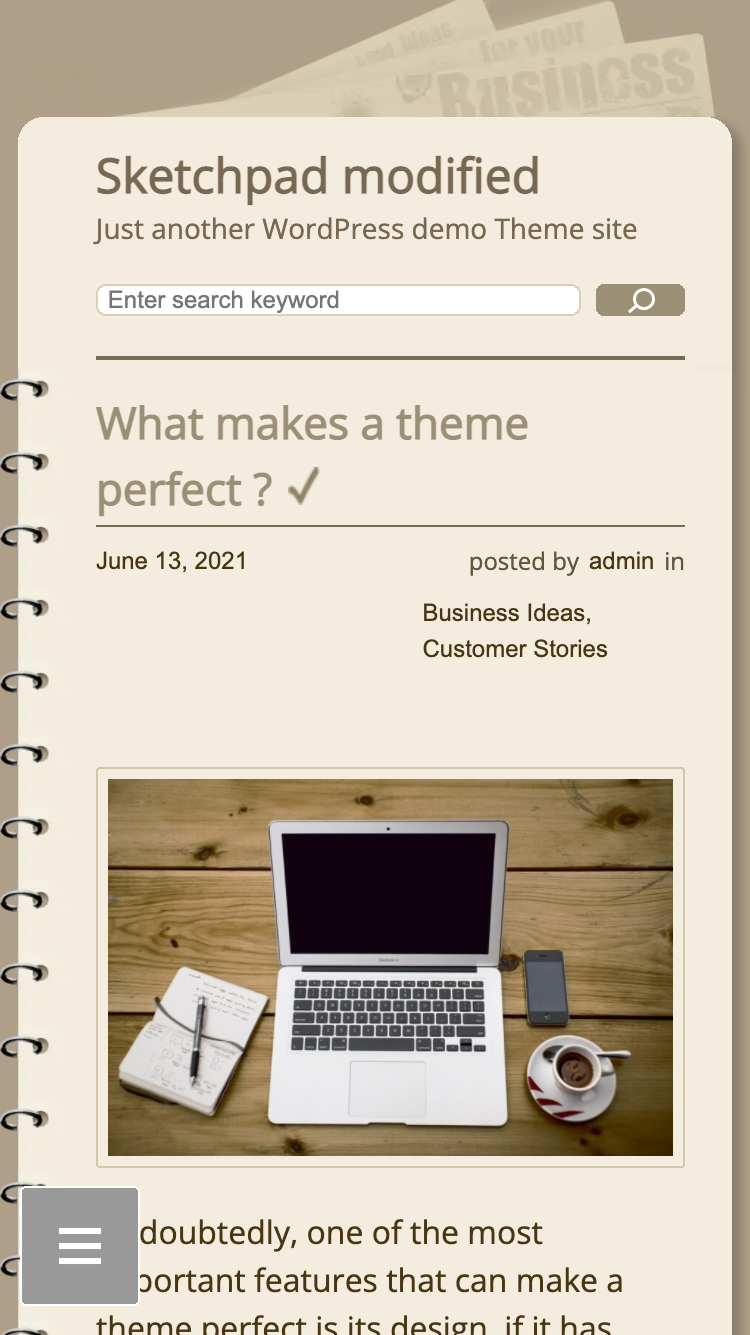 Good Ideas
for your
Business
Sketchpad modified
Just another WordPress demo Theme site
Enter search keyword
What makes a theme
perfect ?
June 13, 2021
posted by admin in
Business Ideas,
Customer Stories
doubtedly, one of the most
portant features that can make a
theme perfect is its design, if it has